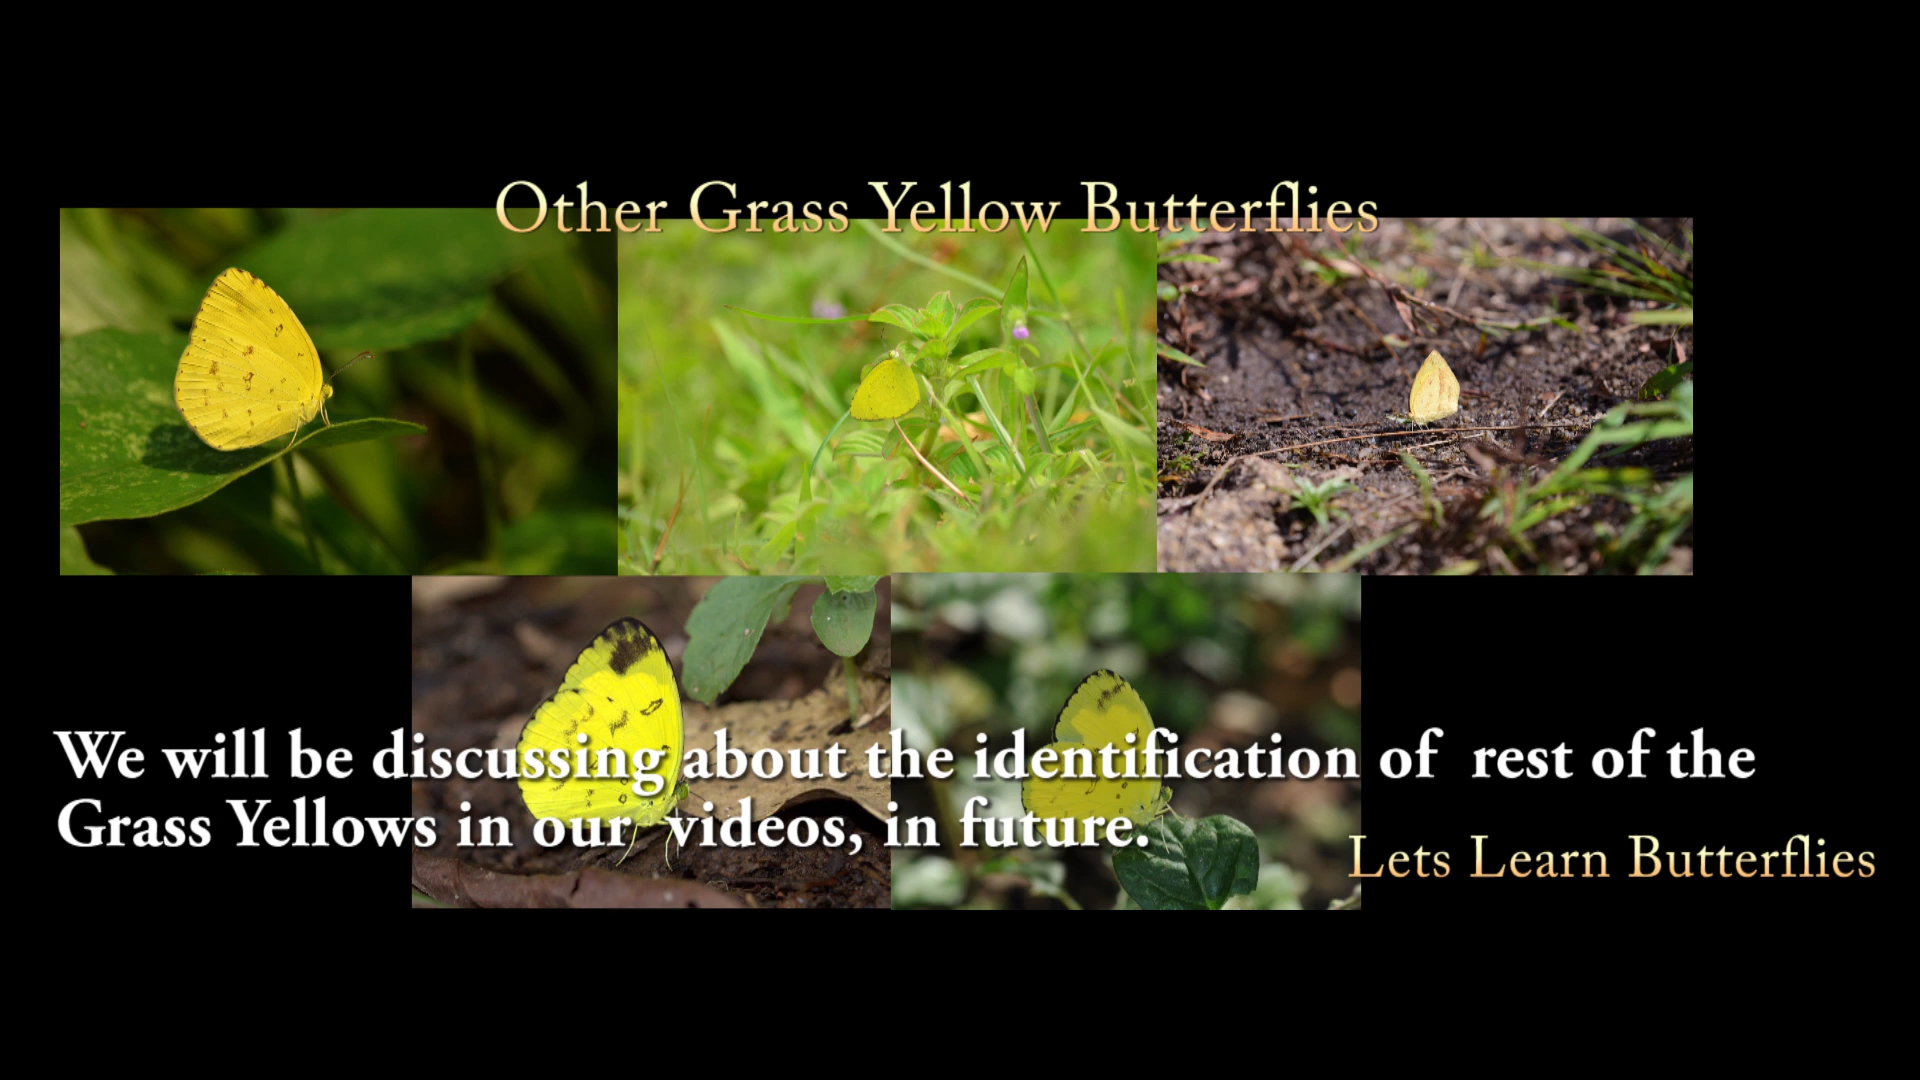 Other Grass Yellow Butterflies
We will be discussing about the identification of  rest of the
Grass Yellows in our  videos, in future.
Lets Learn Butterflies